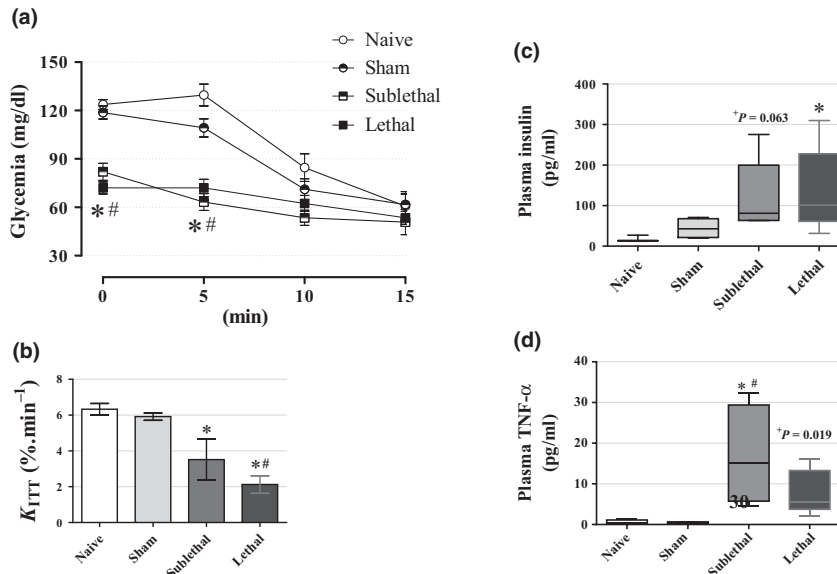 (a)
Naive
Sham
Sublethal
Lethal
Glycemia (mg/dl)
150
120
90
60
30
*#
*#
0 5 10 15
(min)
(b)
K_ITT (%.min⁻¹)
8
6
4
2
0
*
*#
Naive Sham Sublethal Lethal
(c)
Plasma insulin
(pg/ml)
400
300
200
100
0
⁺P = 0.063
*
Naive Sham Sublethal Lethal
(d)
Plasma TNF-α
(pg/ml)
40
30
20
10
0
* #
⁺P = 0.019
30
Naive Sham Sublethal Lethal